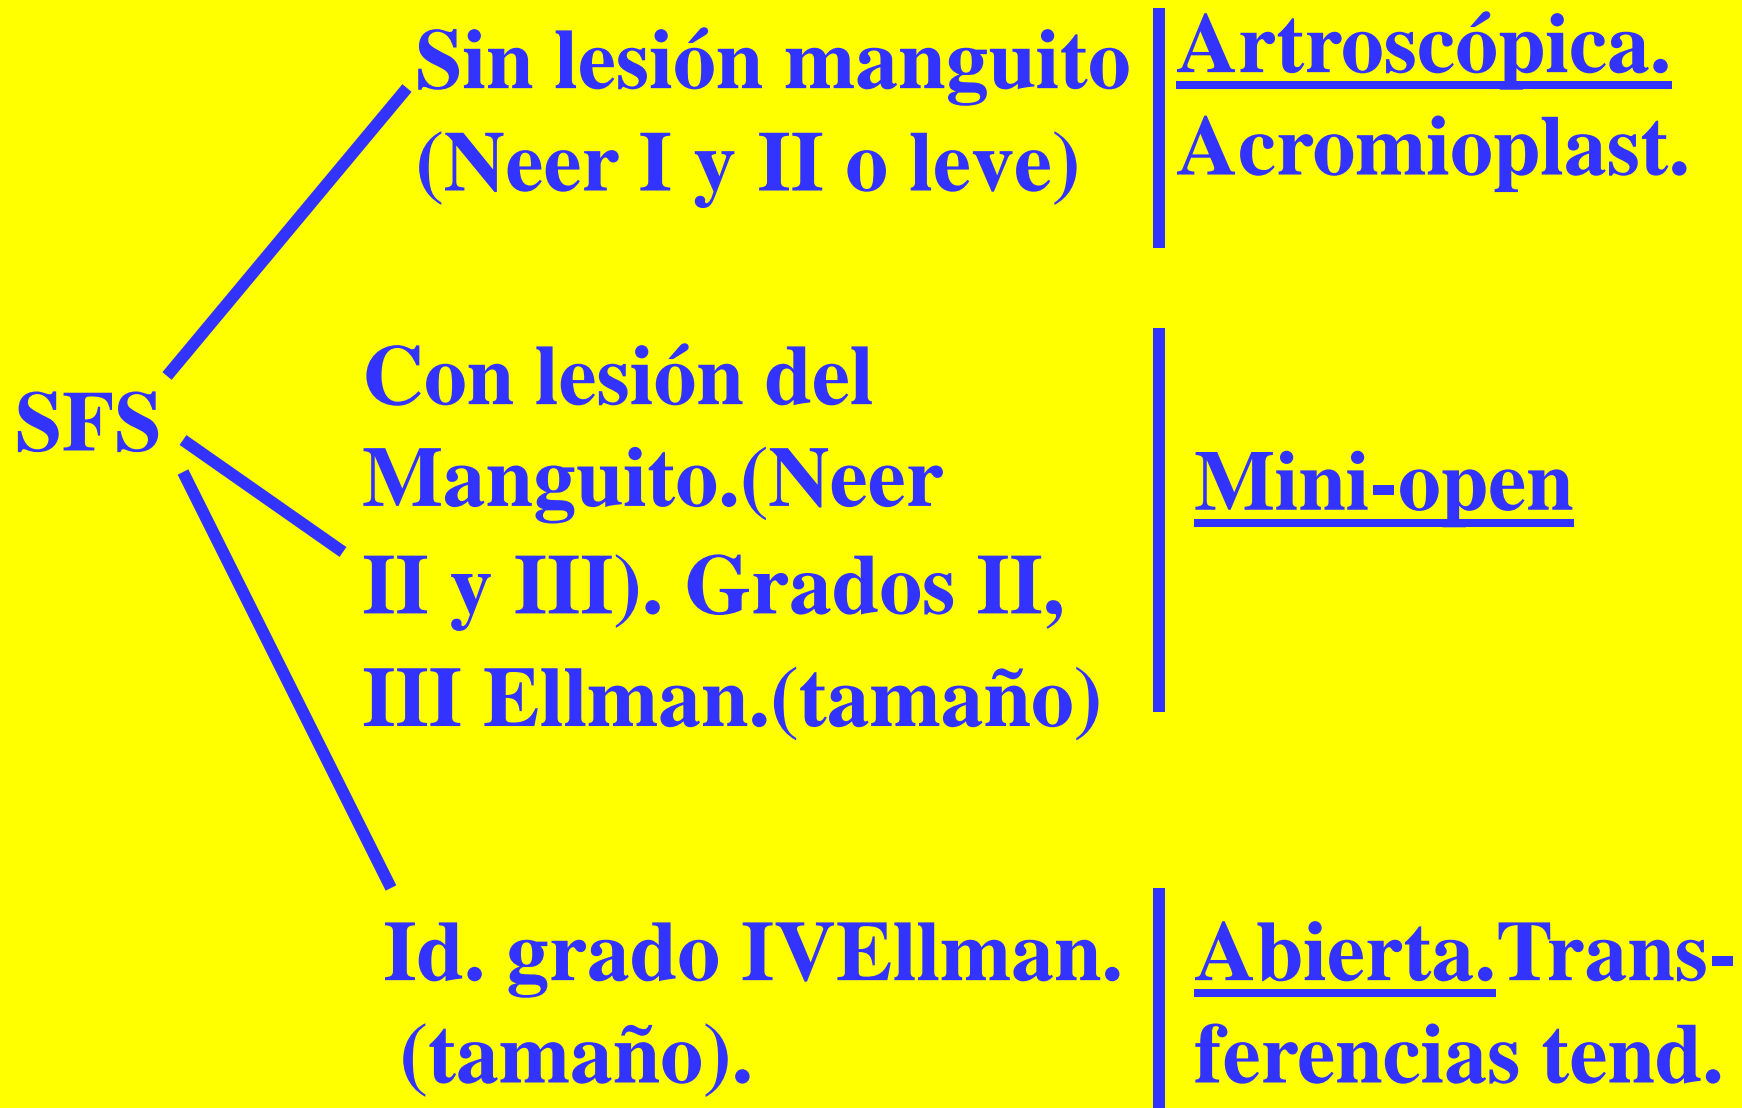 Sin lesión manguito
(Neer I y II o leve)
Artroscópica.
Acromioplast.
SFS
Con lesión del
Manguito.(Neer
II y III). Grados II,
III Ellman.(tamaño)
Mini-open
Id. grado IVEllman.
(tamaño).
Abierta.Trans-
ferencias tend.